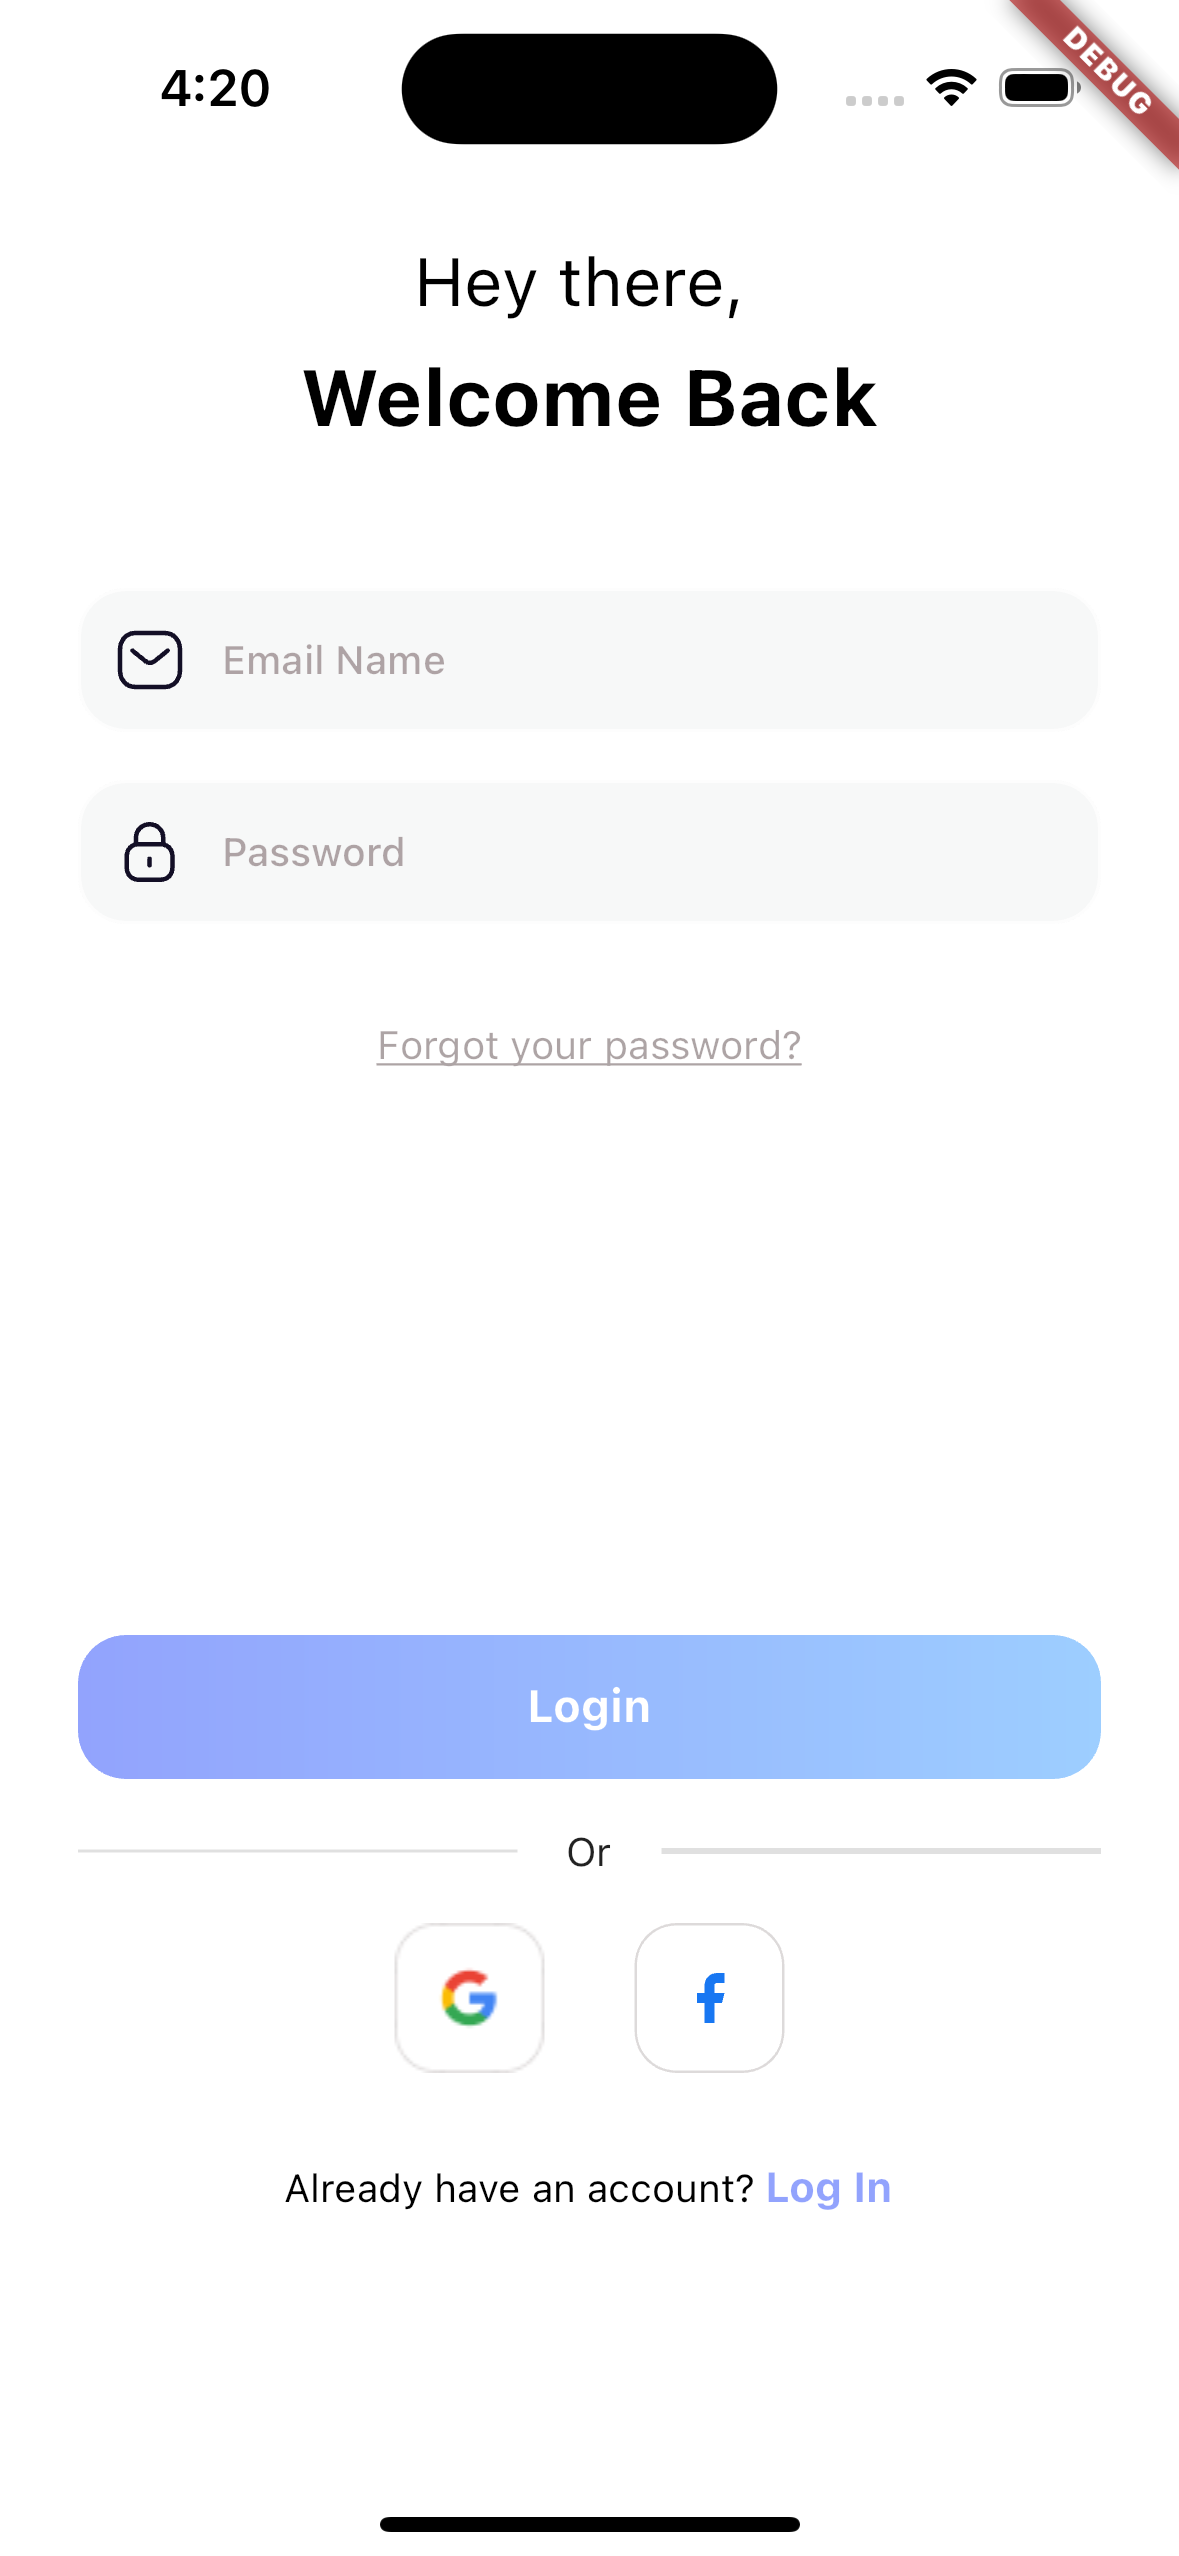 4:20
DEBUG
Hey there,
Welcome Back
Email Name
Password
Forgot your password?
Login
Or
Already have an account? Log In